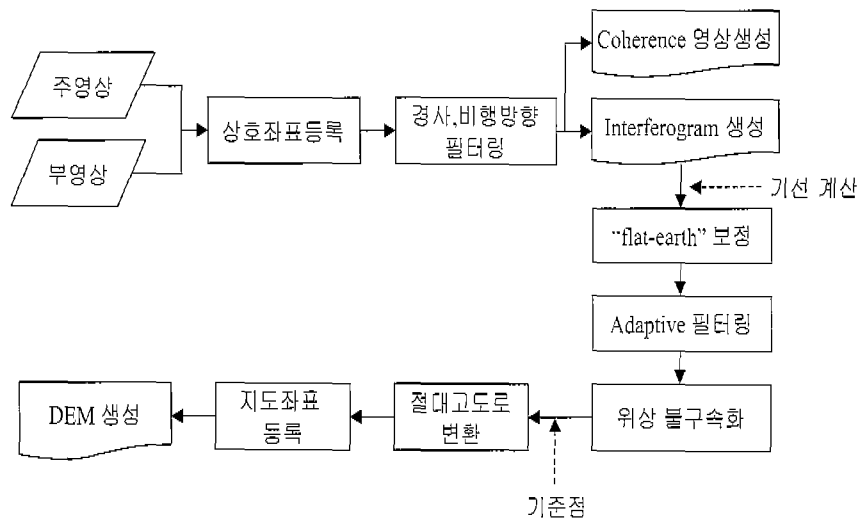 주영상
부영상
상호좌표등록
경사,비행방향
필터링
Coherence 영상생성
Interferogram 생성
기선 계산
"flat-earth" 보정
Adaptive 필터링
위상 불구속화
기준점
절대고도로
변환
지도좌표
등록
DEM 생성